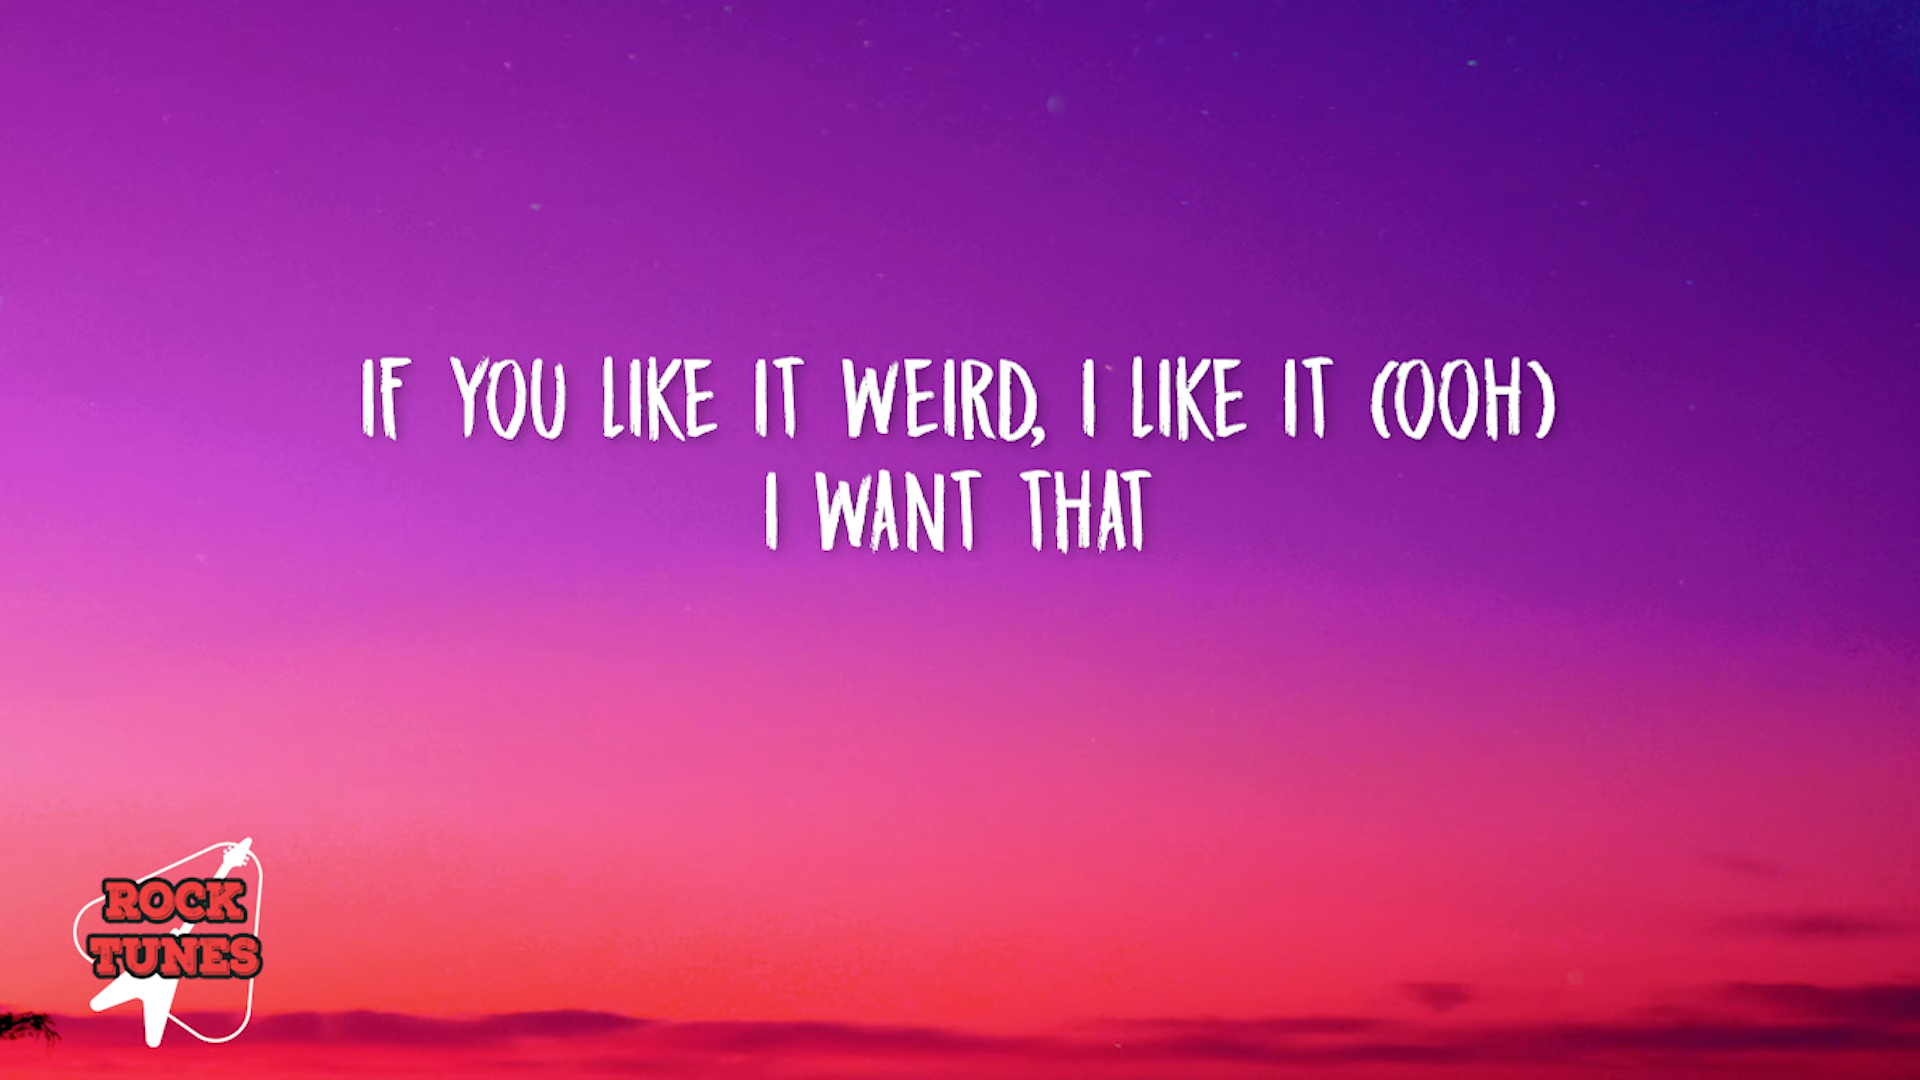 IF YOU LIKE IT WEIRD, I LIKE IT (OOH)
I WANT THAT
ROCK
TUNES